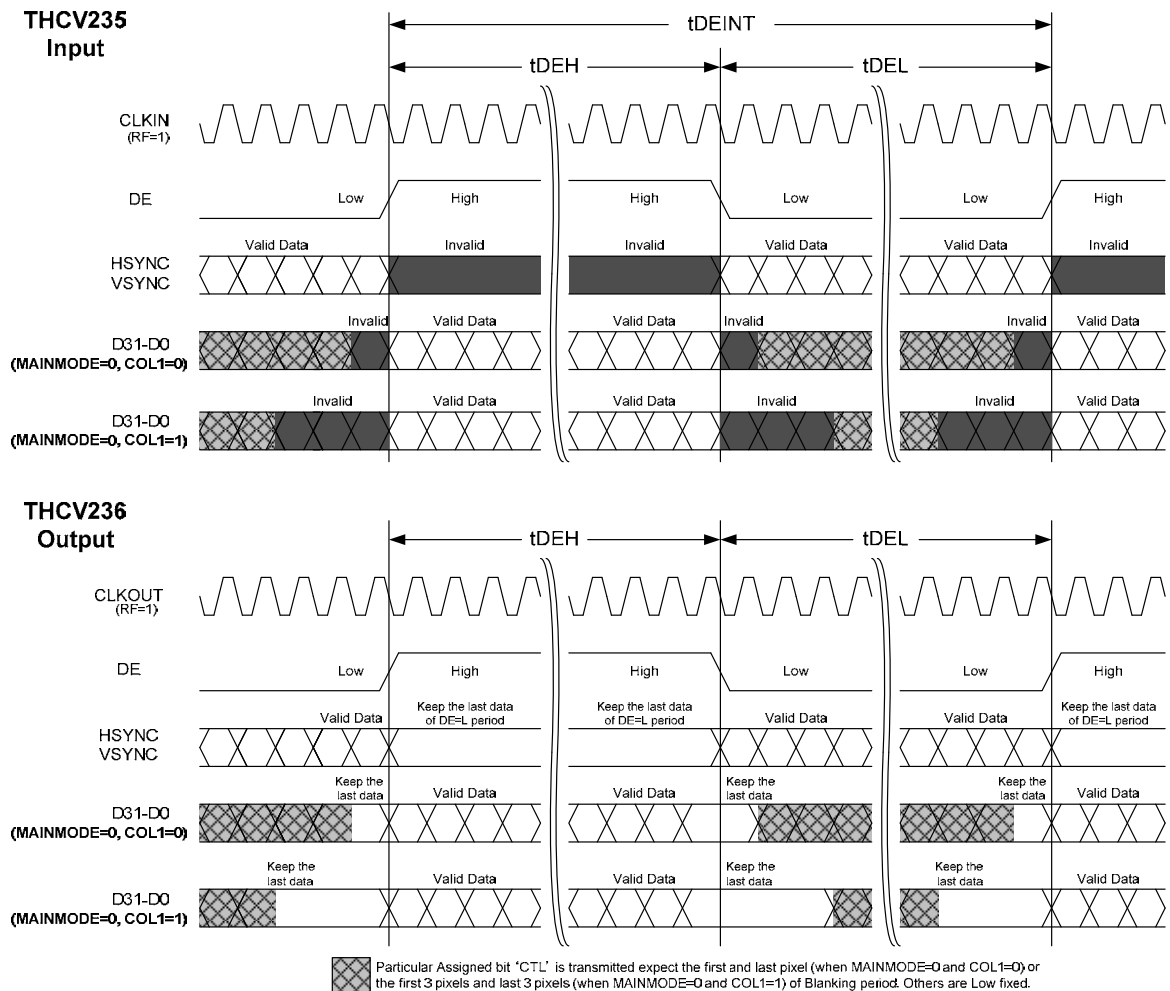 THCV235
Input
tDEINT
tDEH
tDEL
CLKIN
(RF=1)
DE
Low
High
High
Low
Low
High
Valid Data
Invalid
Invalid
Valid Data
Valid Data
Invalid
HSYNC
VSYNC
Invalid
Valid Data
Valid Data
Invalid
Invalid
Valid Data
D31-D0
(MAINMODE=0, COL1=0)
Invalid
Valid Data
Valid Data
Invalid
Invalid
Valid Data
D31-D0
(MAINMODE=0, COL1=1)
THCV236
Output
tDEH
tDEL
CLKOUT
(RF=1)
DE
Low
High
High
Low
Low
High
Valid Data
Keep the last data
of DE=L period
Keep the last data
of DE=L period
Valid Data
Valid Data
Keep the last data
of DE=L period
HSYNC
VSYNC
Keep the
last data
Valid Data
Valid Data
Keep the
last data
Keep the
last data
Valid Data
D31-D0
(MAINMODE=0, COL1=0)
Keep the
last data
Valid Data
Valid Data
Keep the
last data
Keep the
last data
Valid Data
D31-D0
(MAINMODE=0, COL1=1)
Particular Assigned bit ‘CTL’ is transmitted expect the first and last pixel (when MAINMODE=0 and COL1=0) or
the first 3 pixels and last 3 pixels (when MAINMODE=0 and COL1=1) of Blanking period. Others are Low fixed.